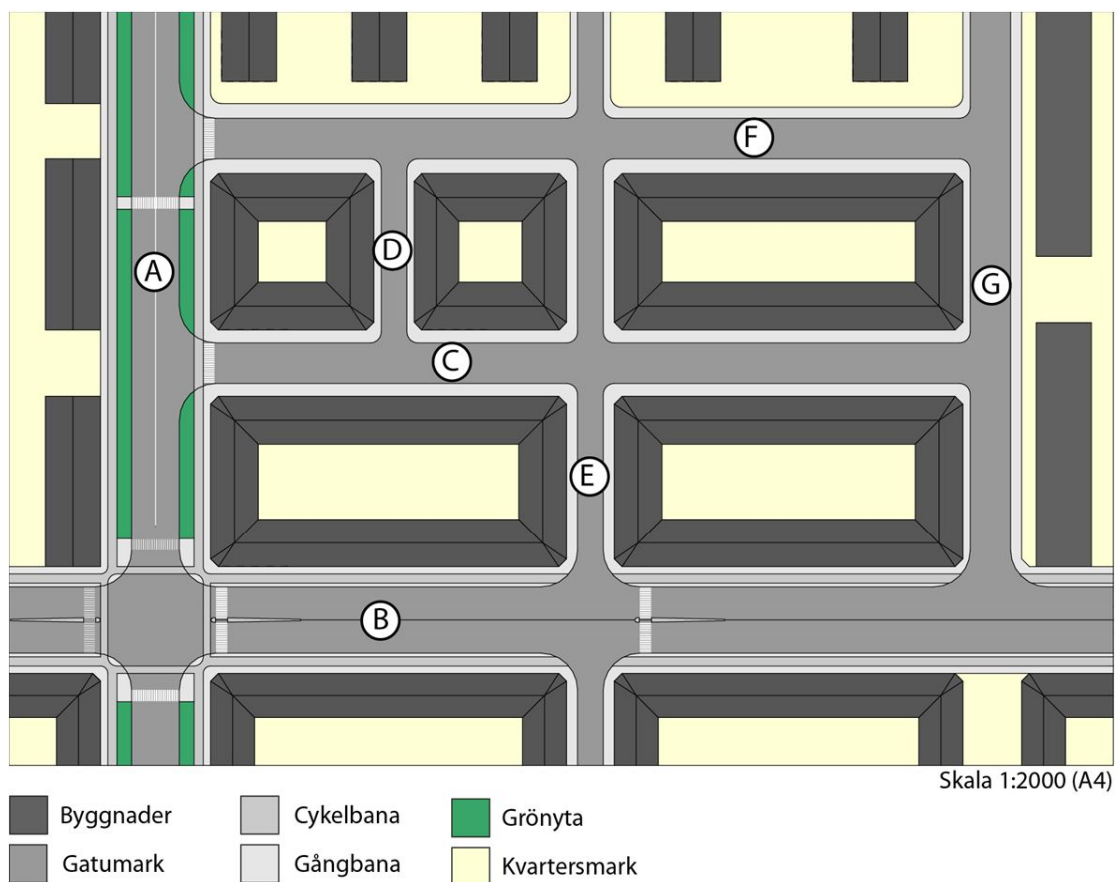 F
D
A
G
C
E
B
Skala 1:2000 (A4)
Byggnader
Cykelbana
Grönyta
Gatumark
Gångbana
Kvartersmark